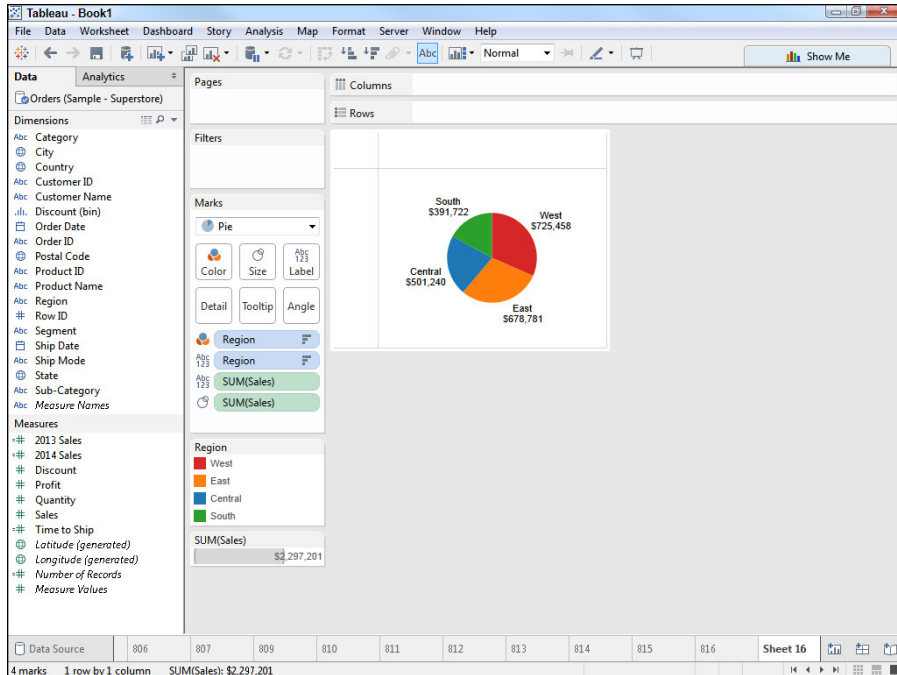 Tableau - Book1
File Data Worksheet Dashboard Story Analysis Map Format Server Window Help
Abc Normal Show Me
Data Analytics
Orders (Sample - Superstore)
Dimensions
Abc Category
City
Country
Abc Customer ID
Abc Customer Name
Discount (bin)
Order Date
Abc Order ID
Postal Code
Abc Product ID
Abc Product Name
Abc Region
# Row ID
Abc Segment
Ship Date
Abc Ship Mode
State
Abc Sub-Category
Abc Measure Names
Measures
=# 2013 Sales
=# 2014 Sales
# Discount
# Profit
# Quantity
# Sales
=# Time to Ship
Latitude (generated)
Longitude (generated)
=# Number of Records
# Measure Values
Pages
Filters
Marks
Pie
Abc
123
Color Size Label
Detail Tooltip Angle
Region
Abc
123
Region
Abc
123
SUM(Sales)
SUM(Sales)
Region
West
East
Central
South
SUM(Sales)
$2,297,201
Columns
Rows
South
$391,722
West
$725,458
Central
$501,240
East
$678,781
Data Source 806 807 809 810 811 812 813 814 815 816 Sheet 16
4 marks 1 row by 1 column SUM(Sales): $2,297,201